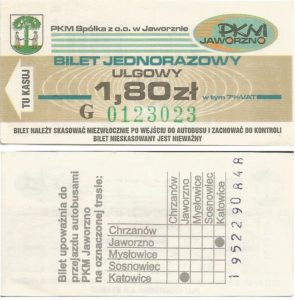 PKM Spółka z o.o. w Jaworznie
PKM
JAWORZNO
BILET JEDNORAZOWY
ULGOWY
1,80zł
w tym 7% VAT
TU KASUJ
G 0123023
BILET NALEŻY SKASOWAĆ NIEZWŁOCZNIE PO WEJŚCIU DO AUTOBUSU I ZACHOWAĆ DO KONTROLI
BILET NIESKASOWANY JEST NIEWAŻNY
Bilet upoważnia do
przejazdu autobusami
PKM Jaworzno
na oznaczonej trasie:
Chrzanów
Jaworzno
Mysłowice
Sosnowiec
Katowice
Chrzanów
Jaworzno
Mysłowice
Sosnowiec
Katowice
1952290848